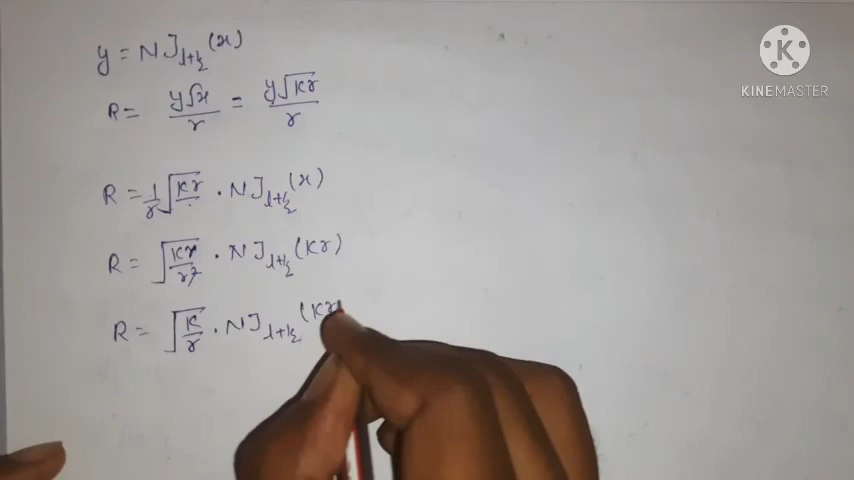 y = N J_{l+½}(x)
R = y√x/r = y√Kr/r
R = 1/r √Kr . N J_{l+½}(x)
R = √(Kr/r²) . N J_{l+½}(Kr)
R = √(K/r) . N J_{l+½}(Kr
K
KINEMASTER